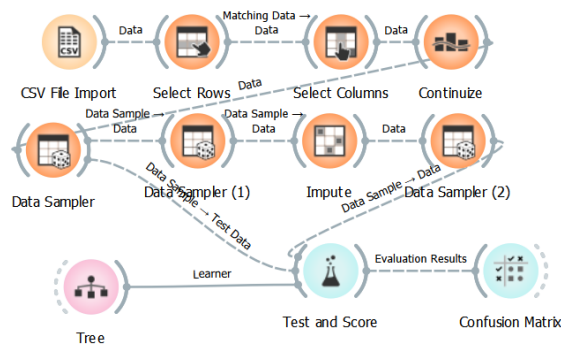 Matching Data →
Data
Data
Data
CSV
CSV File Import
Select Rows
Select Columns
Continuize
Data
Data Sample →
Data
Data Sample →
Data
Data
Data Sampler
Data Sampler (1)
Impute
Data Sampler (2)
Data Sample → Test Data
Data Sample → Data
Learner
Evaluation Results
Tree
Test and Score
Confusion Matrix